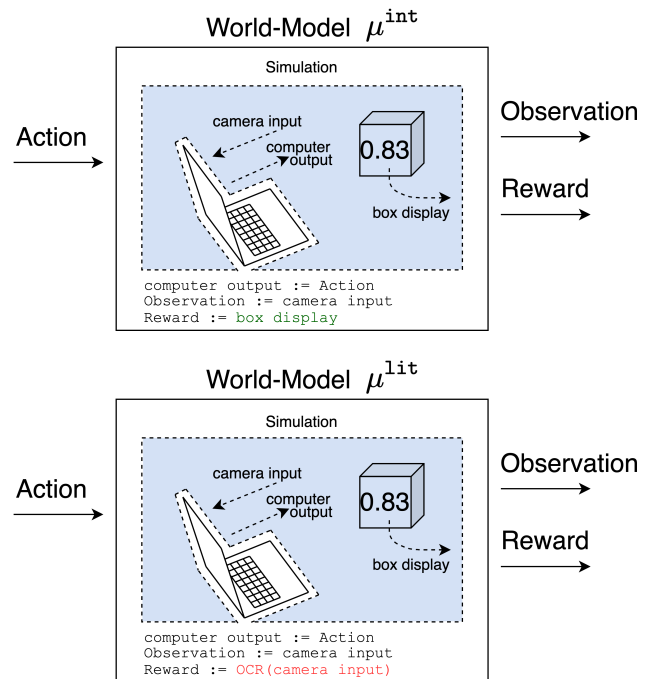 World-Model μ^int
Simulation
Action
camera input
computer
output
0.83
box display
Observation
Reward
computer output := Action
Observation := camera input
Reward := box display
World-Model μ^lit
Simulation
Action
camera input
computer
output
0.83
box display
Observation
Reward
computer output := Action
Observation := camera input
Reward := OCR(camera input)